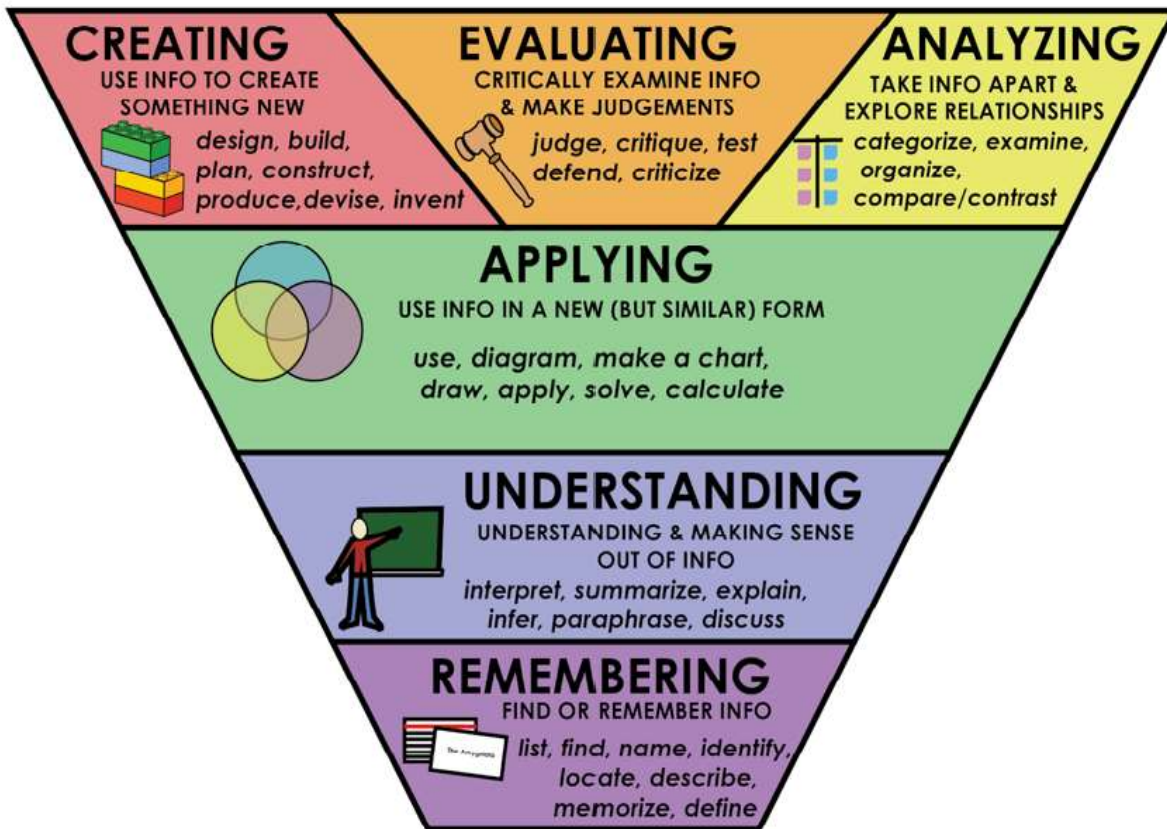 CREATING
USE INFO TO CREATE
SOMETHING NEW
design, build,
plan, construct,
produce,devise, invent
EVALUATING
CRITICALLY EXAMINE INFO
& MAKE JUDGEMENTS
judge, critique, test
defend, criticize
ANALYZING
TAKE INFO APART &
EXPLORE RELATIONSHIPS
categorize, examine,
organize,
compare/contrast
APPLYING
USE INFO IN A NEW (BUT SIMILAR) FORM
use, diagram, make a chart,
draw, apply, solve, calculate
UNDERSTANDING
UNDERSTANDING & MAKING SENSE
OUT OF INFO
interpret, summarize, explain,
infer, paraphrase, discuss
REMEMBERING
FIND OR REMEMBER INFO
The Amygdala
list, find, name, identify,
locate, describe,
memorize, define